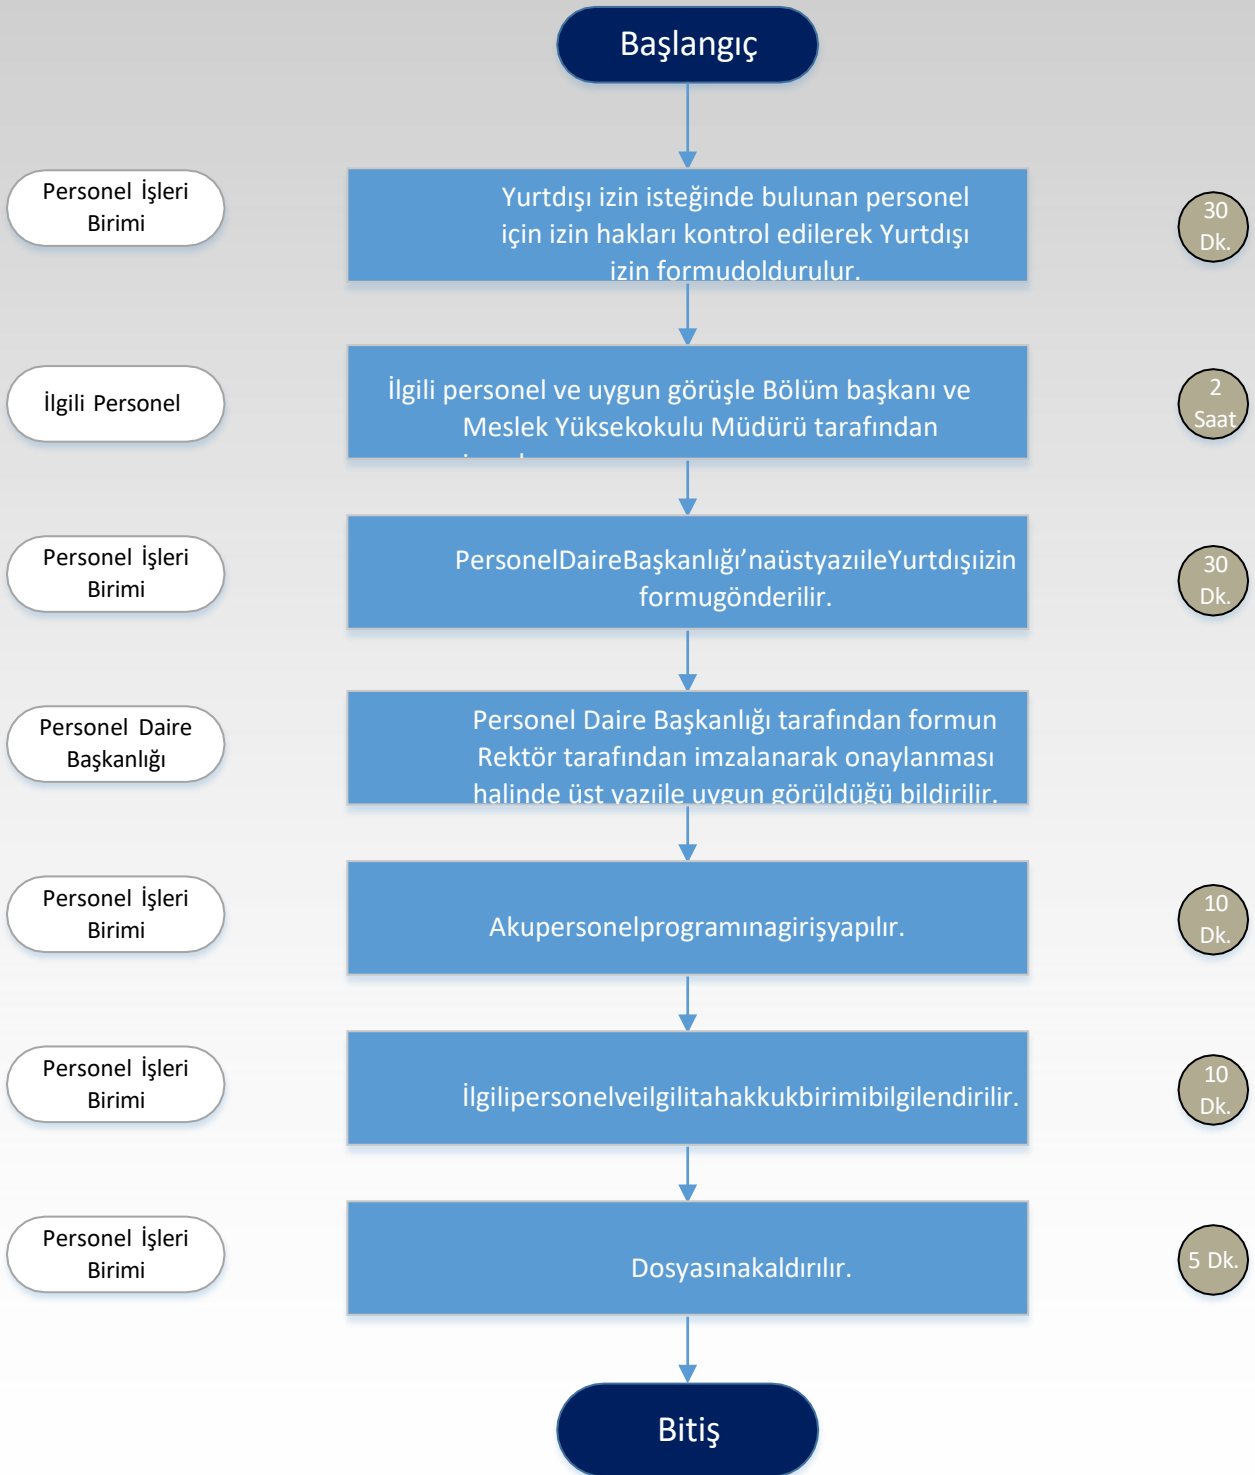 Başlangıç
Personel İşleri
Birimi
Yurtdışı izin isteğinde bulunan personel
için izin hakları kontrol edilerek Yurtdışı
izin formudoldurulur.
30
Dk.
İlgili Personel
İlgili personel ve uygun görüşle Bölüm başkanı ve
Meslek Yüksekokulu Müdürü tarafından
2
Saat
Personel İşleri
Birimi
PersonelDaireBaşkanlığı’naüstyazıileYurtdışıizin
formugönderilir.
30
Dk.
Personel Daire
Başkanlığı
Personel Daire Başkanlığı tarafından formun
Rektör tarafından imzalanarak onaylanması
halinde üst yazıile uygun görüldüğü bildirilir.
Personel İşleri
Birimi
Akupersonelprogramınagirişyapılır.
10
Dk.
Personel İşleri
Birimi
İlgilipersonelveilgilitahakkukbirimibilgilendirilir.
10
Dk.
Personel İşleri
Birimi
Dosyasınakaldırılır.
5 Dk.
Bitiş